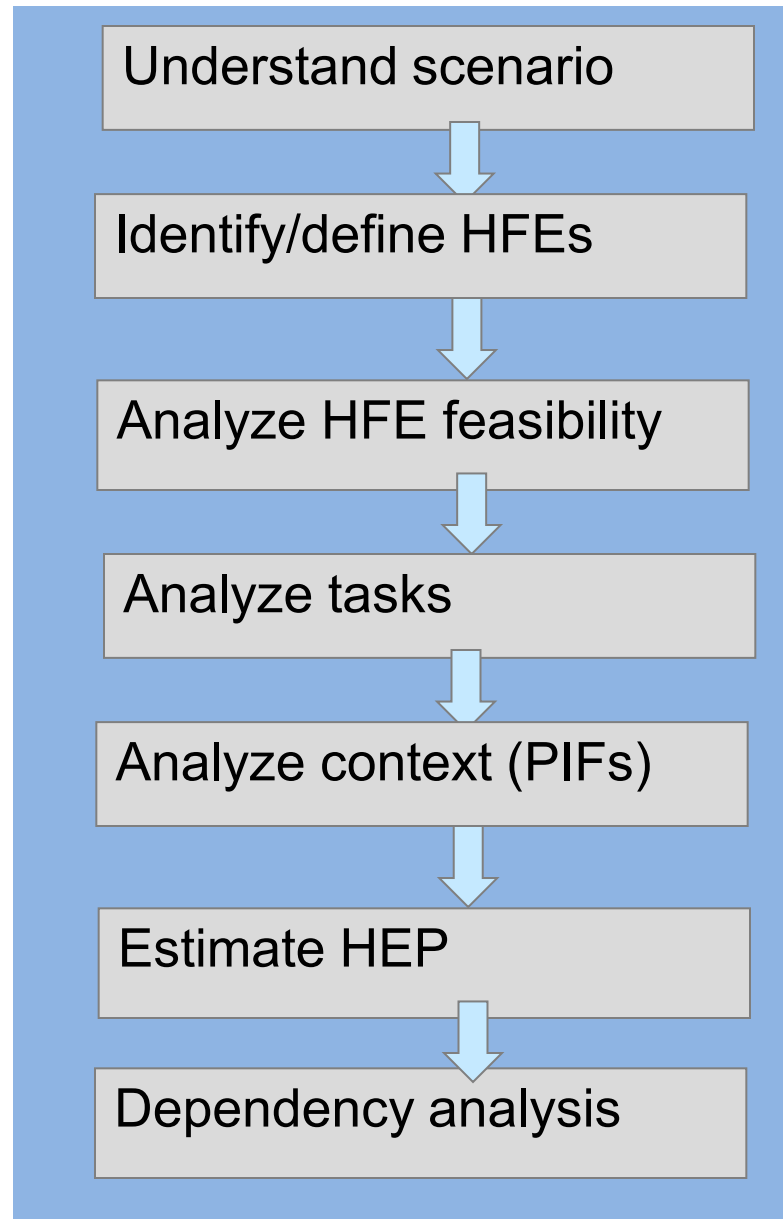 Understand scenario
Identify/define HFEs
Analyze HFE feasibility
Analyze tasks
Analyze context (PIFs)
Estimate HEP
Dependency analysis